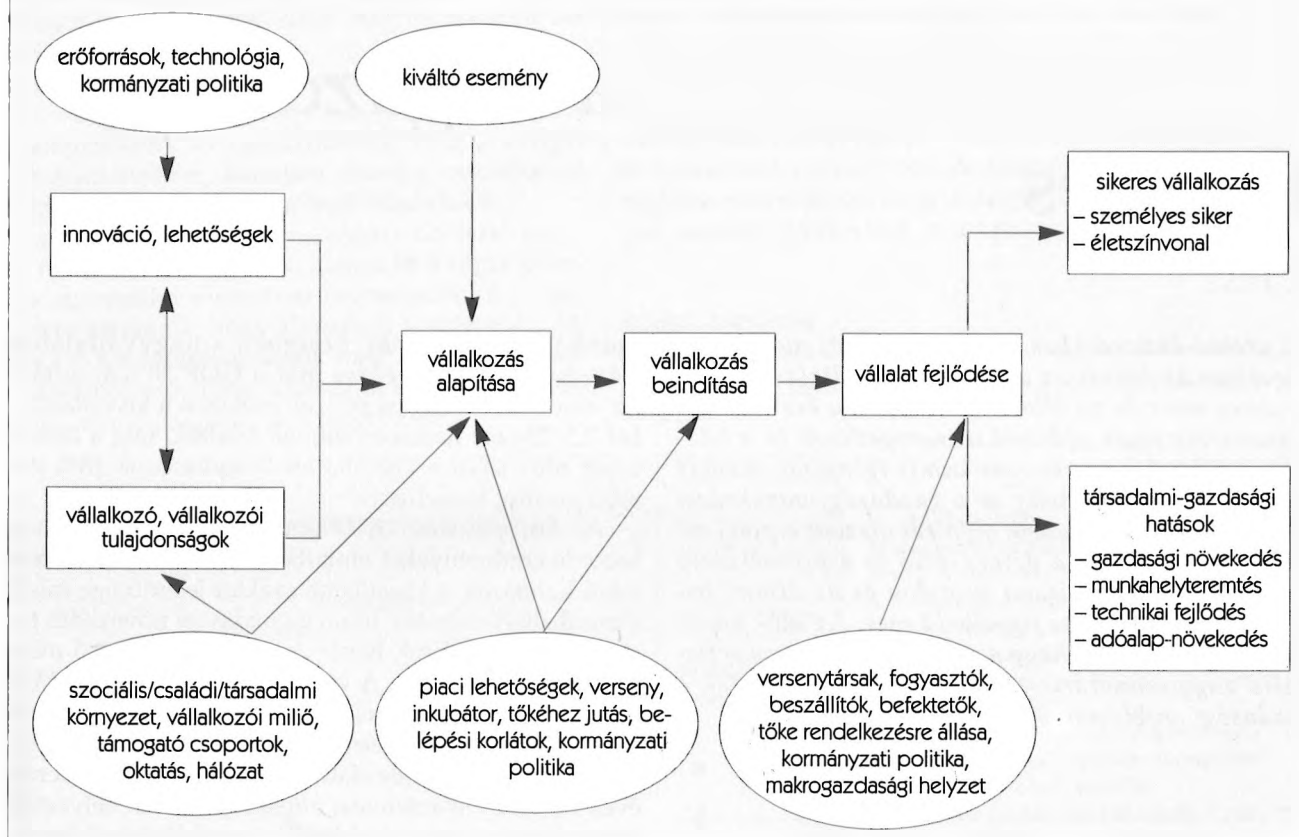 erőforrások, technológia,
kormányzati politika
kiváltó esemény
innováció, lehetőségek
sikeres vállalkozás
– személyes siker
– életszínvonal
vállalkozás
alapítása
vállalkozás
beindítása
vállalat fejlődése
vállalkozó, vállalkozói
tulajdonságok
társadalmi-gazdasági
hatások
– gazdasági növekedés
– munkahelyteremtés
– technikai fejlődés
– adóalap-növekedés
szociális/családi/társadalmi
környezet, vállalkozói miliő,
támogató csoportok,
oktatás, hálózat
piaci lehetőségek, verseny,
inkubátor, tőkéhez jutás, be-
lépési korlátok, kormányzati
politika
versenytársak, fogyasztók,
beszállítók, befektetők,
tőke rendelkezésre állása,
kormányzati politika,
makrogazdasági helyzet